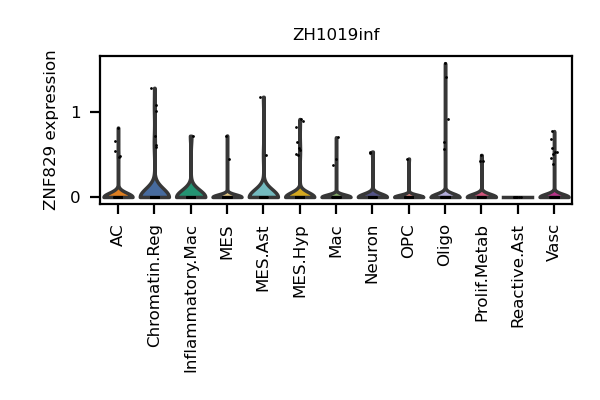 ZH1019inf
ZNF829 expression
1
0
AC
Chromatin.Reg
Inflammatory.Mac
MES
MES.Ast
MES.Hyp
Mac
Neuron
OPC
Oligo
Prolif.Metab
Reactive.Ast
Vasc